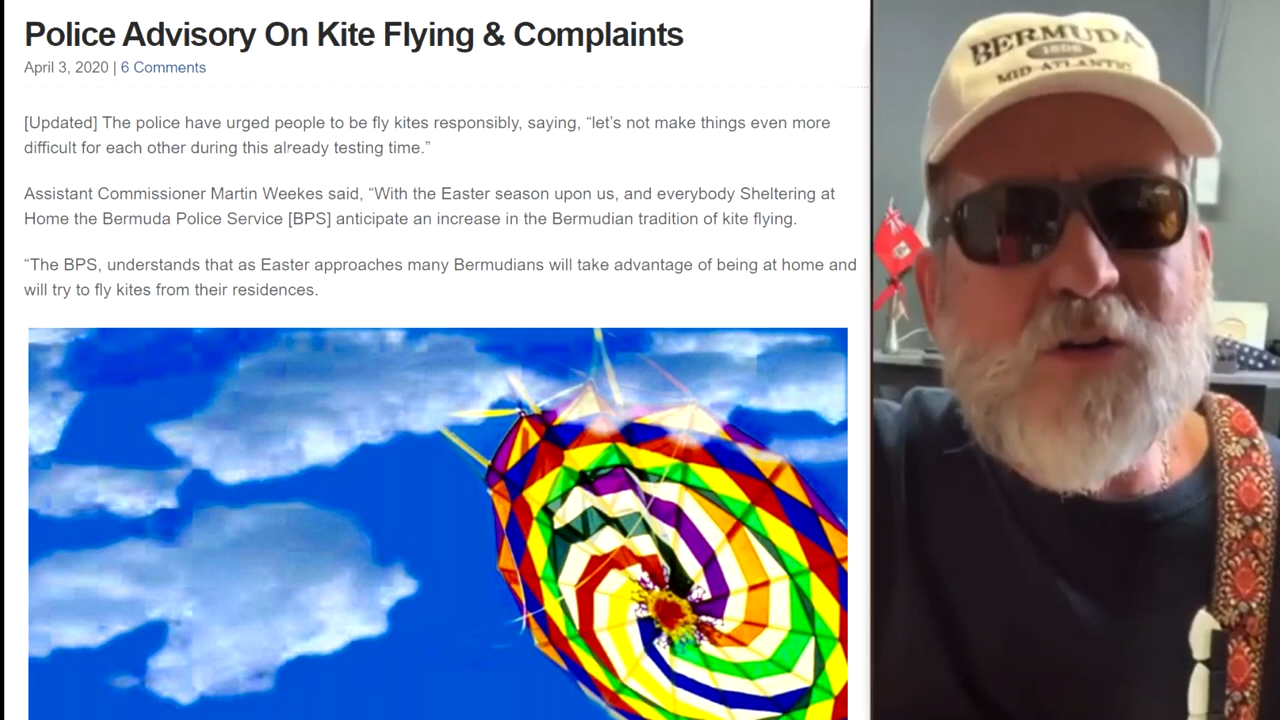 Police Advisory On Kite Flying & Complaints
April 3, 2020 | 6 Comments
[Updated] The police have urged people to be fly kites responsibly, saying, “let’s not make things even more
difficult for each other during this already testing time.”
Assistant Commissioner Martin Weekes said, “With the Easter season upon us, and everybody Sheltering at
Home the Bermuda Police Service [BPS] anticipate an increase in the Bermudian tradition of kite flying.
“The BPS, understands that as Easter approaches many Bermudians will take advantage of being at home and
will try to fly kites from their residences.
BERMUDA
MID-ATLANTIC